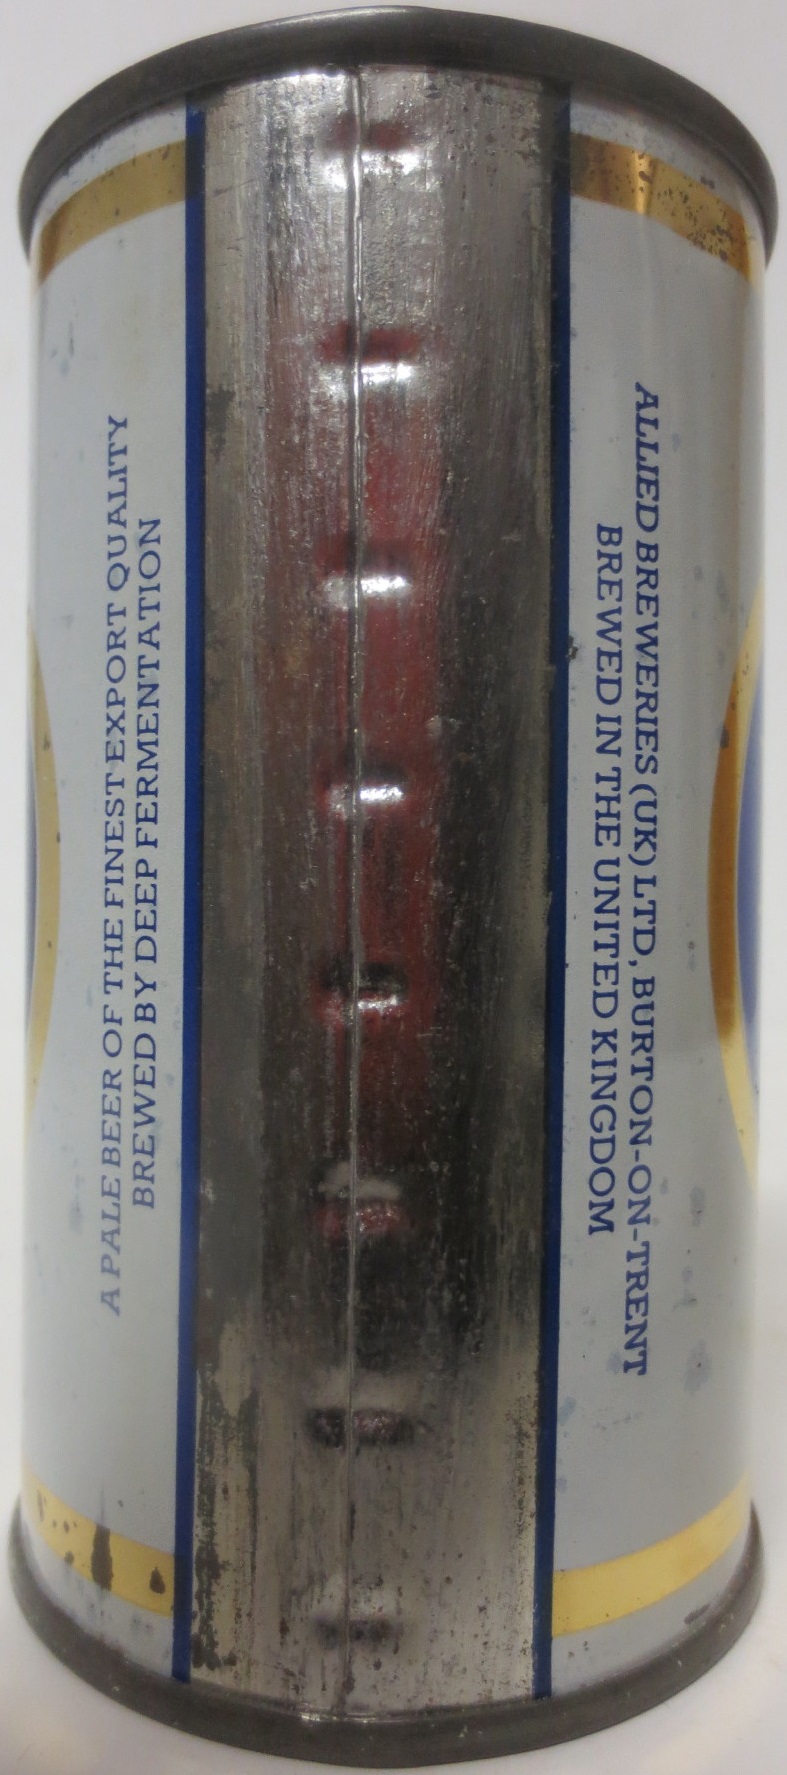 A PALE BEER OF THE FINEST EXPORT QUALITY
BREWED BY DEEP FERMENTATION
ALLIED BREWERIES (UK) LTD, BURTON-ON-TRENT
BREWED IN THE UNITED KINGDOM